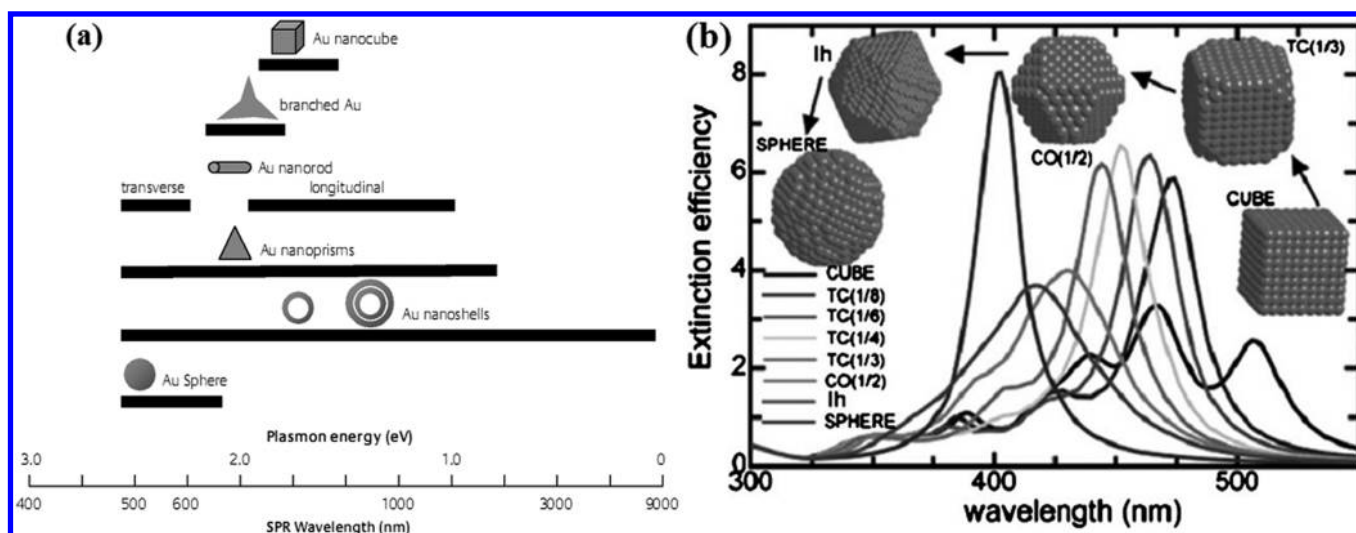 (a)
Au nanocube
branched Au
Au nanorod
transverse
longitudinal
Au nanoprisms
Au nanoshells
Au Sphere
Plasmon energy (eV)
3.0 2.0 1.0 0
400 500 600 1000 3000 9000
SPR Wavelength (nm)
(b)
Ih
TC(1/3)
SPHERE
CO(1/2)
CUBE
Extinction efficiency
8
6
4
2
0
CUBE
TC(1/8)
TC(1/6)
TC(1/4)
TC(1/3)
CO(1/2)
Ih
SPHERE
300 400 500
wavelength (nm)